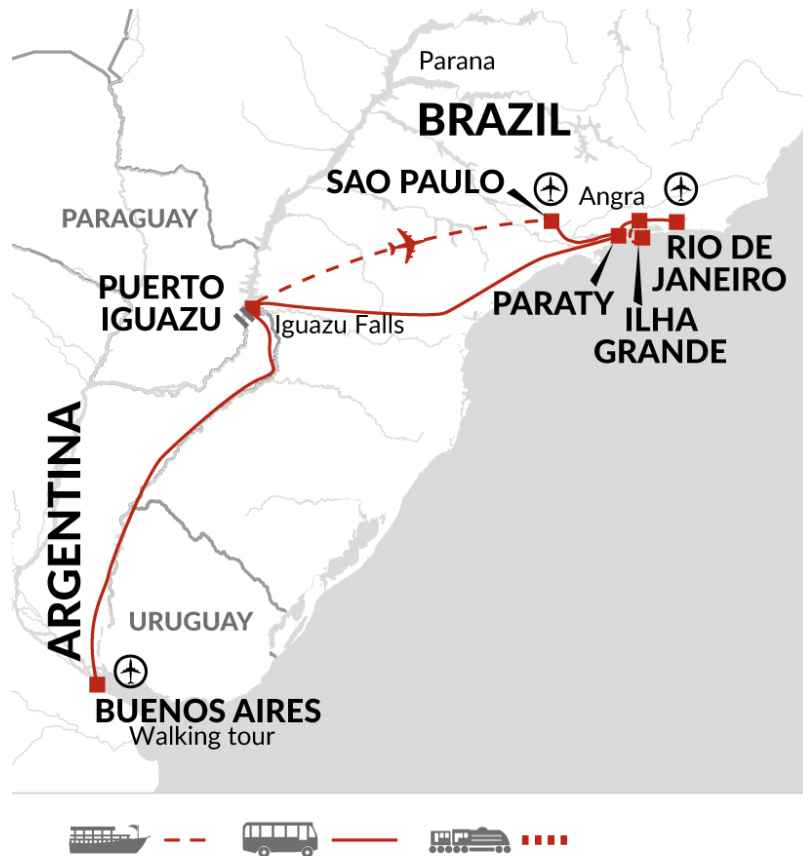 Parana
BRAZIL
SAO PAULO
Angra
PARAGUAY
RIO DE
JANEIRO
PUERTO
IGUAZU
PARATY
Iguazu Falls
ILHA
GRANDE
ARGENTINA
URUGUAY
BUENOS AIRES
Walking tour